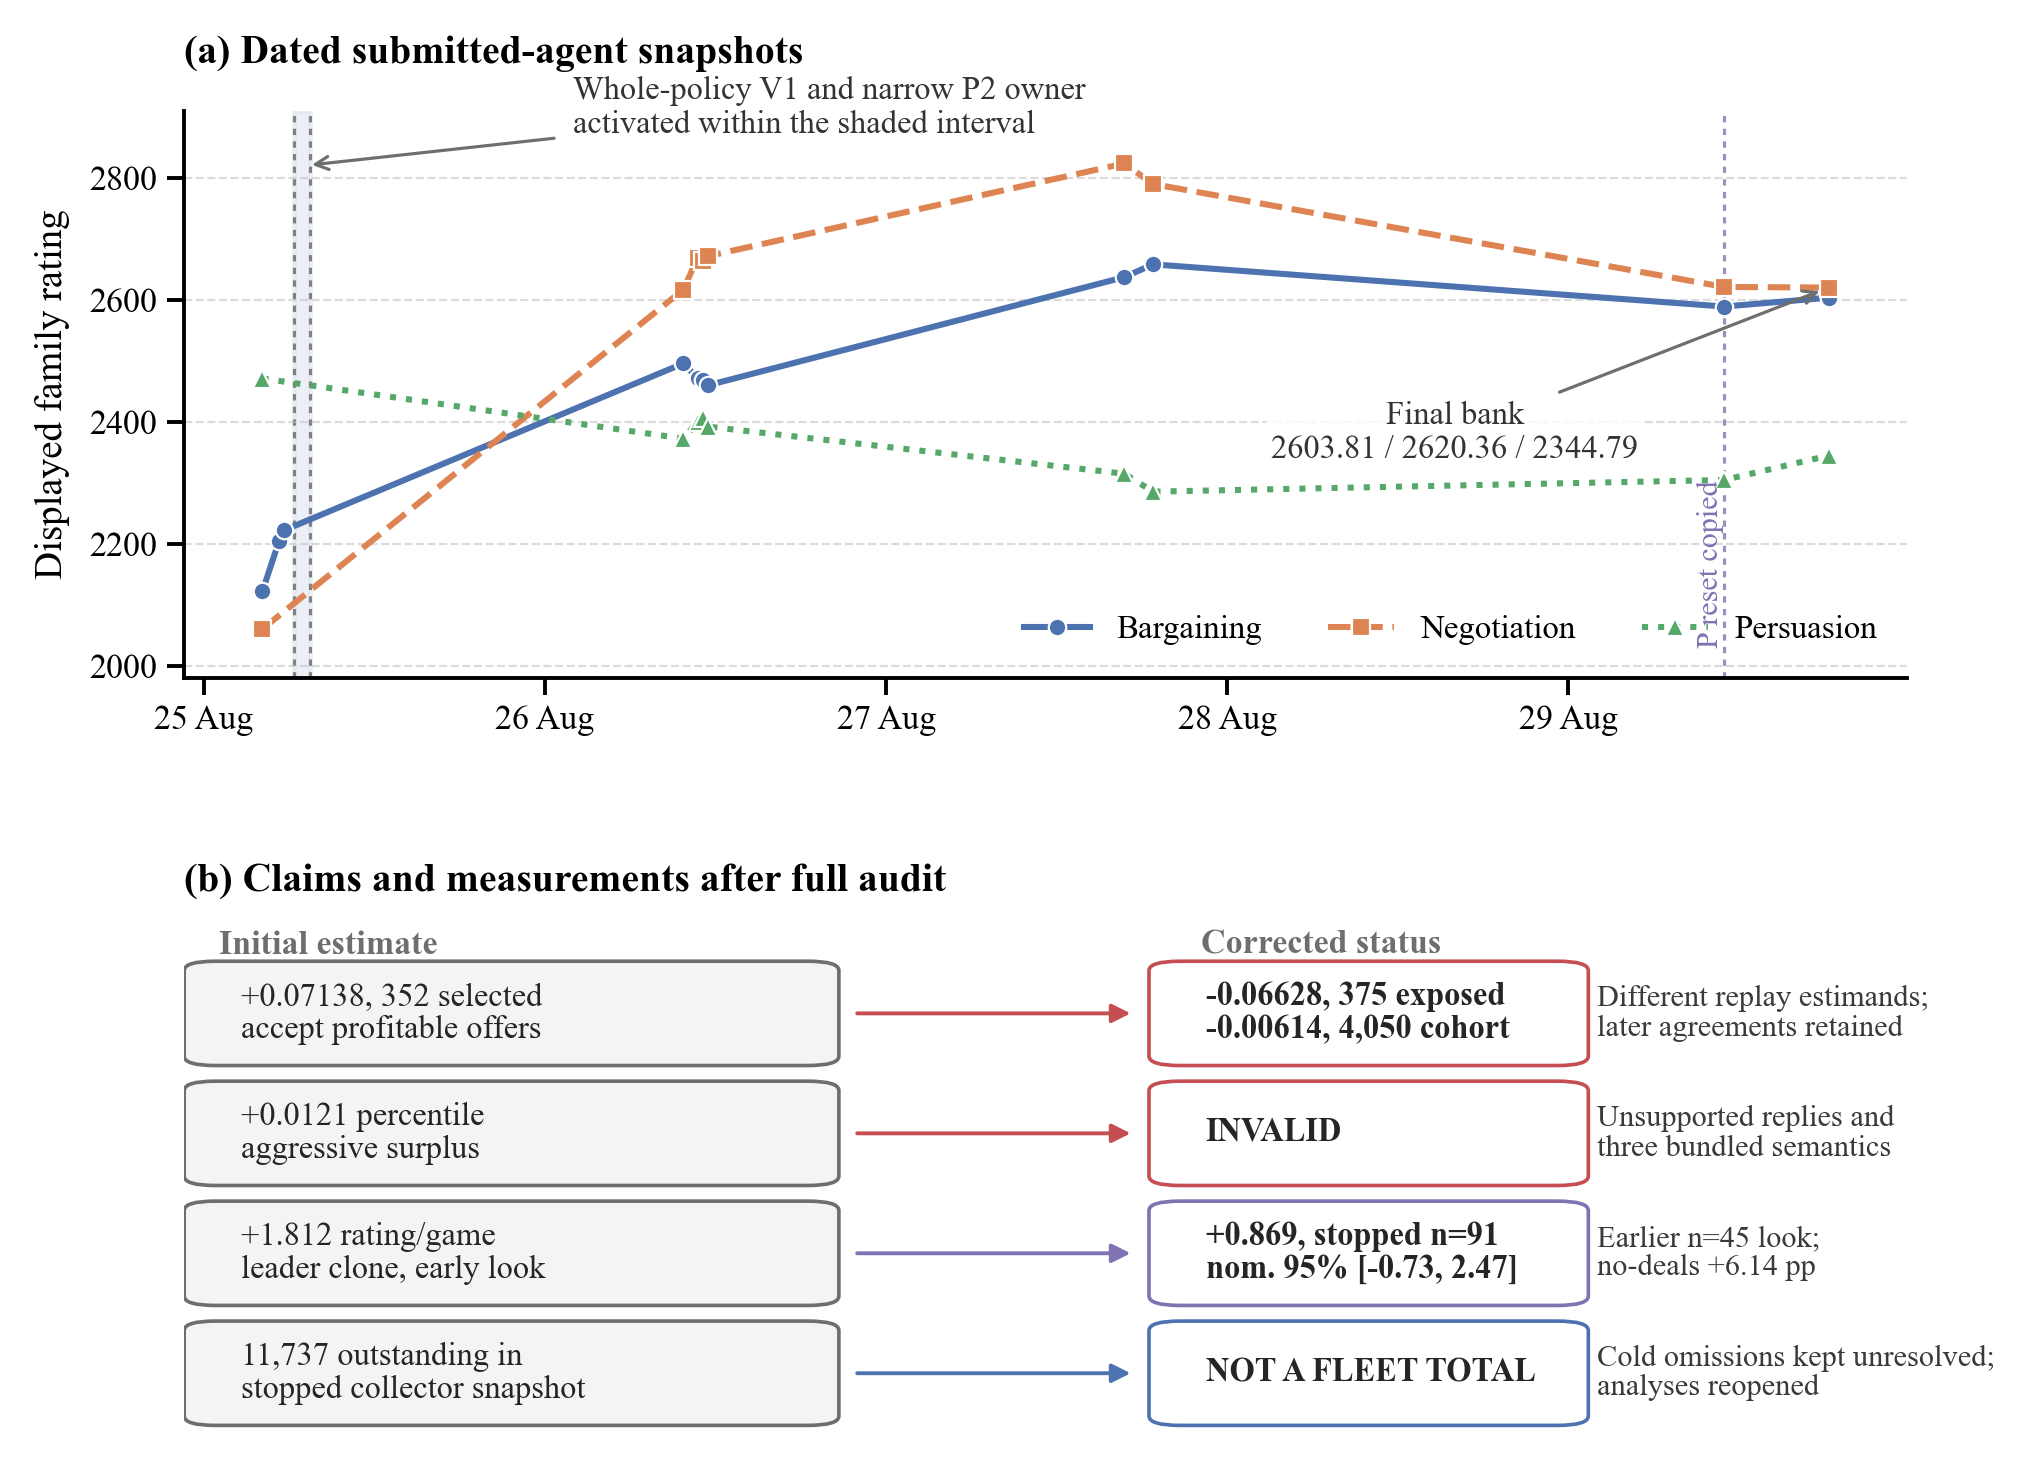 (a) Dated submitted-agent snapshots
Whole-policy V1 and narrow P2 owner
activated within the shaded interval
Displayed family rating
2800
2600
2400
2200
2000
Final bank
2603.81 / 2620.36 / 2344.79
P reset copied
Bargaining
Negotiation
Persuasion
25 Aug
26 Aug
27 Aug
28 Aug
29 Aug
(b) Claims and measurements after full audit
Initial estimate
Corrected status
+0.07138, 352 selected
accept profitable offers
-0.06628, 375 exposed
-0.00614, 4,050 cohort
Different replay estimands;
later agreements retained
+0.0121 percentile
aggressive surplus
INVALID
Unsupported replies and
three bundled semantics
+1.812 rating/game
leader clone, early look
+0.869, stopped n=91
nom. 95% [-0.73, 2.47]
Earlier n=45 look;
no-deals +6.14 pp
11,737 outstanding in
stopped collector snapshot
NOT A FLEET TOTAL
Cold omissions kept unresolved;
analyses reopened